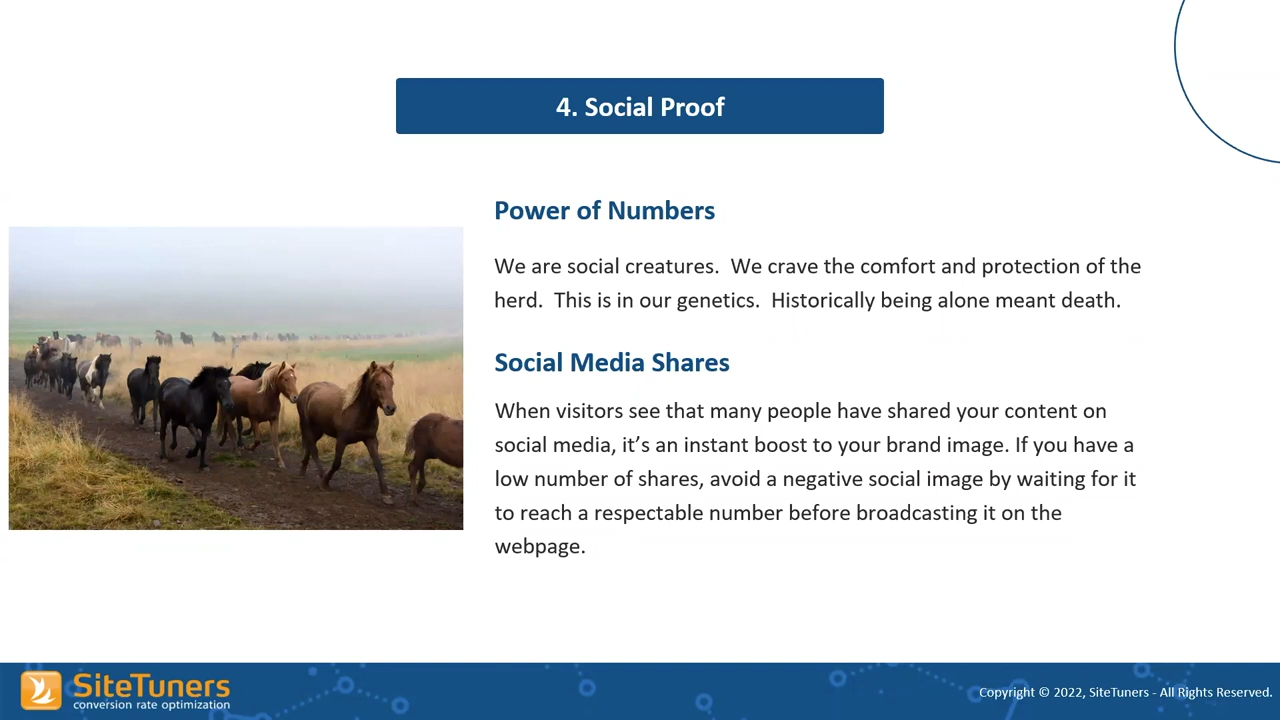 4. Social Proof
Power of Numbers
We are social creatures.  We crave the comfort and protection of the
herd.  This is in our genetics.  Historically being alone meant death.
Social Media Shares
When visitors see that many people have shared your content on
social media, it’s an instant boost to your brand image. If you have a
low number of shares, avoid a negative social image by waiting for it
to reach a respectable number before broadcasting it on the
webpage.
SiteTuners
conversion rate optimization
Copyright © 2022, SiteTuners - All Rights Reserved.